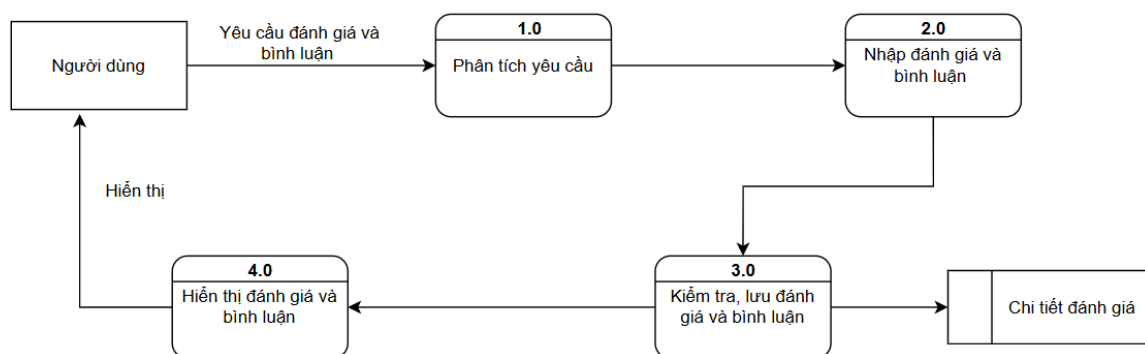 Người dùng
Yêu cầu đánh giá và
bình luận
1.0
Phân tích yêu cầu
2.0
Nhập đánh giá và
bình luận
Hiển thị
4.0
Hiển thị đánh giá và
bình luận
3.0
Kiểm tra, lưu đánh
giá và bình luận
Chi tiết đánh giá